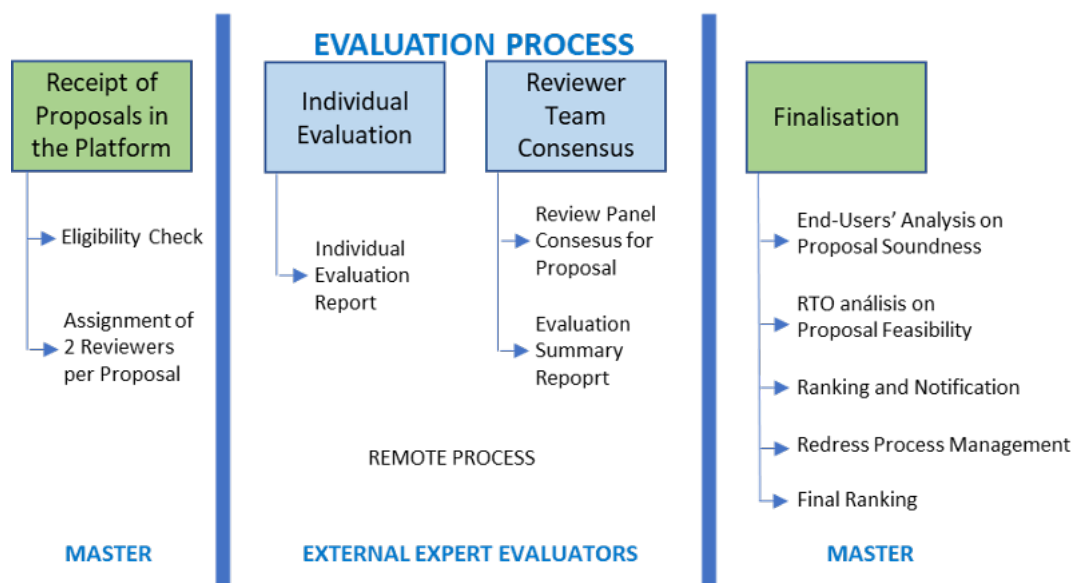 EVALUATION PROCESS
Receipt of
Proposals in
the Platform
Eligibility Check
Assignment of
2 Reviewers
per Proposal
MASTER
Individual
Evaluation
Individual
Evaluation
Report
Reviewer
Team
Consensus
Review Panel
Consesus for
Proposal
Evaluation
Summary
Repoprt
REMOTE PROCESS
EXTERNAL EXPERT EVALUATORS
Finalisation
End-Users’ Analysis on
Proposal Soundness
RTO análisis on
Proposal Feasibility
Ranking and Notification
Redress Process Management
Final Ranking
MASTER